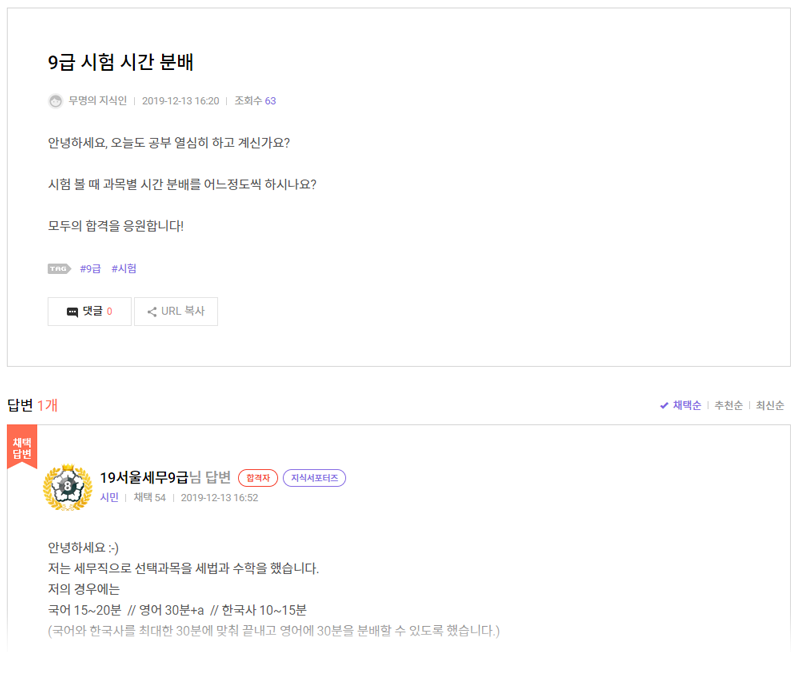 9급 시험 시간 분배
무명의 지식인 | 2019-12-13 16:20 | 조회수 63
안녕하세요, 오늘도 공부 열심히 하고 계신가요?
시험 볼 때 과목별 시간 분배를 어느정도씩 하시나요?
모두의 합격을 응원합니다!
TAG #9급 #시험
댓글 0 URL 복사
답변 1개 채택순 | 추천순 | 최신순
채택
답변
8
19서울세무9급님 답변 합격자 지식서포터즈
시민 | 채택 54 | 2019-12-13 16:52
안녕하세요 :-)
저는 세무직으로 선택과목을 세법과 수학을 했습니다.
저의 경우에는
국어 15~20분 // 영어 30분+a // 한국사 10~15분
(국어와 한국사를 최대한 30분에 맞춰 끝내고 영어에 30분을 분배할 수 있도록 했습니다.)